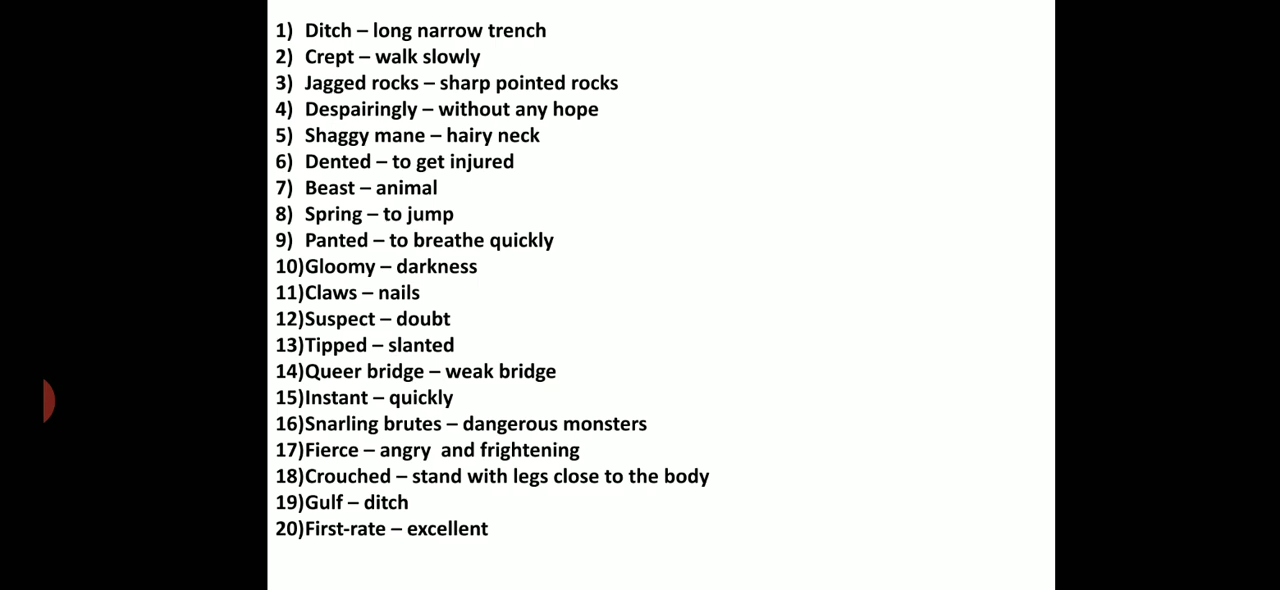 1) Ditch – long narrow trench
2) Crept – walk slowly
3) Jagged rocks – sharp pointed rocks
4) Despairingly – without any hope
5) Shaggy mane – hairy neck
6) Dented – to get injured
7) Beast – animal
8) Spring – to jump
9) Panted – to breathe quickly
10)Gloomy – darkness
11)Claws – nails
12)Suspect – doubt
13)Tipped – slanted
14)Queer bridge – weak bridge
15)Instant – quickly
16)Snarling brutes – dangerous monsters
17)Fierce – angry  and frightening
18)Crouched – stand with legs close to the body
19)Gulf – ditch
20)First-rate – excellent